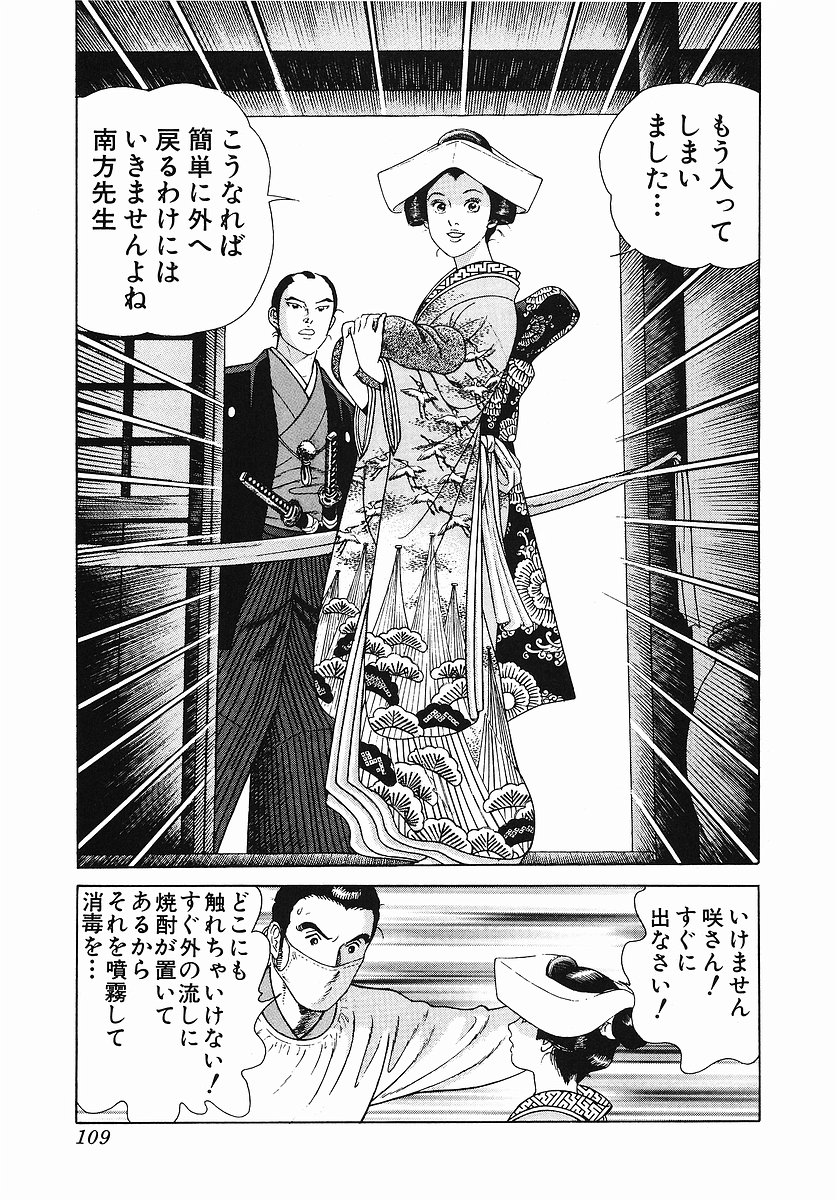 もう入って
しまい
ました…
こうなれば
簡単に外へ
戻るわけには
いきませんよね
南方先生
いけません
咲さん！
すぐに
出なさい！
どこにも
触れちゃいけない！
すぐ外の流しに
焼酎が置いて
あるから
それを噴霧して
消毒を…
109